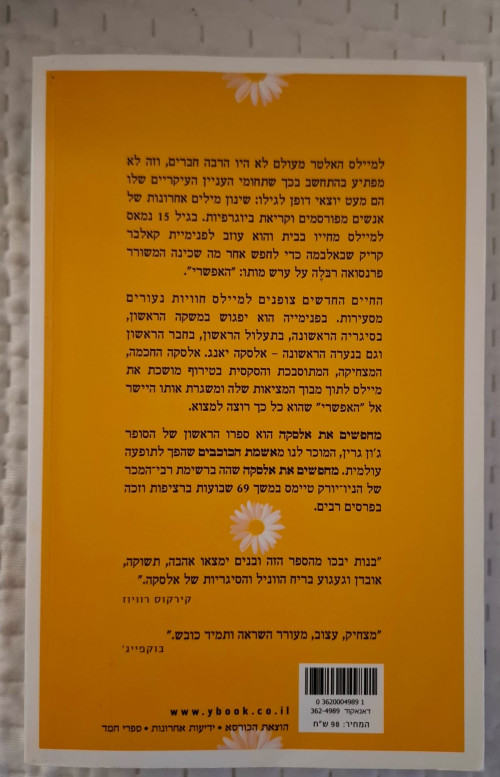 למיילס האלטר מעולם לא היו הרבה חברים, וזה לא
מפתיע בהתחשב בכך שתחומי העניין העיקריים שלו
הם מעט יוצאי דופן לגילו: שינון מילים אחרונות של
אנשים מפורסמים וקריאת ביוגרפיות. בגיל 15 נמאס
למיילס מחייו בבית והוא עוזב לפנימיית קאלבר
קריק שבאלבמה כדי לחפש אחר מה שכינה המשורר
פרנסואה רבלֶה על ערש מותו: "האפשרי".
החיים החדשים צופנים למיילס חוויות נעורים
מסעירות. בפנימייה הוא יפגוש במשקה הראשון,
בסיגריה הראשונה, בתעלול הראשון, בחבר הראשון
וגם בנערה הראשונה – אלסקה יאנג. אלסקה החכמה,
המצחיקה, המתוסבכת והסקסית בטירוף מושכת את
מיילס לתוך מבוך המציאות שלה ומשגרת אותו היישר
אל "האפשרי" שהוא כל כך רוצה למצוא.
מחפשים את אלסקה הוא ספרו הראשון של הסופר
ג'ון גרין, המוכר לנו מאשמת הכוכבים שהפך לתופעה
עולמית. מחפשים את אלסקה שהה ברשימת רבי־המכר
של הניו־יורק טיימס במשך 69 שבועות ברציפות וזכה
בפרסים רבים.
"בנות יבכו מהספר הזה ובנים ימצאו אהבה, תשוקה,
אובדן וגעגוע בריח הווניל והסיגריות של אלסקה."
קירקוס רוויוז
"מצחיק, עצוב, מעורר השראה ותמיד כובש."
בוקפייג'
1 3620004989 0
דאנאקוד 362-4989
המחיר: 98 ש"ח
www.ybook.co.il
הוצאת הכורסא • ידיעות אחרונות • ספרי חמד